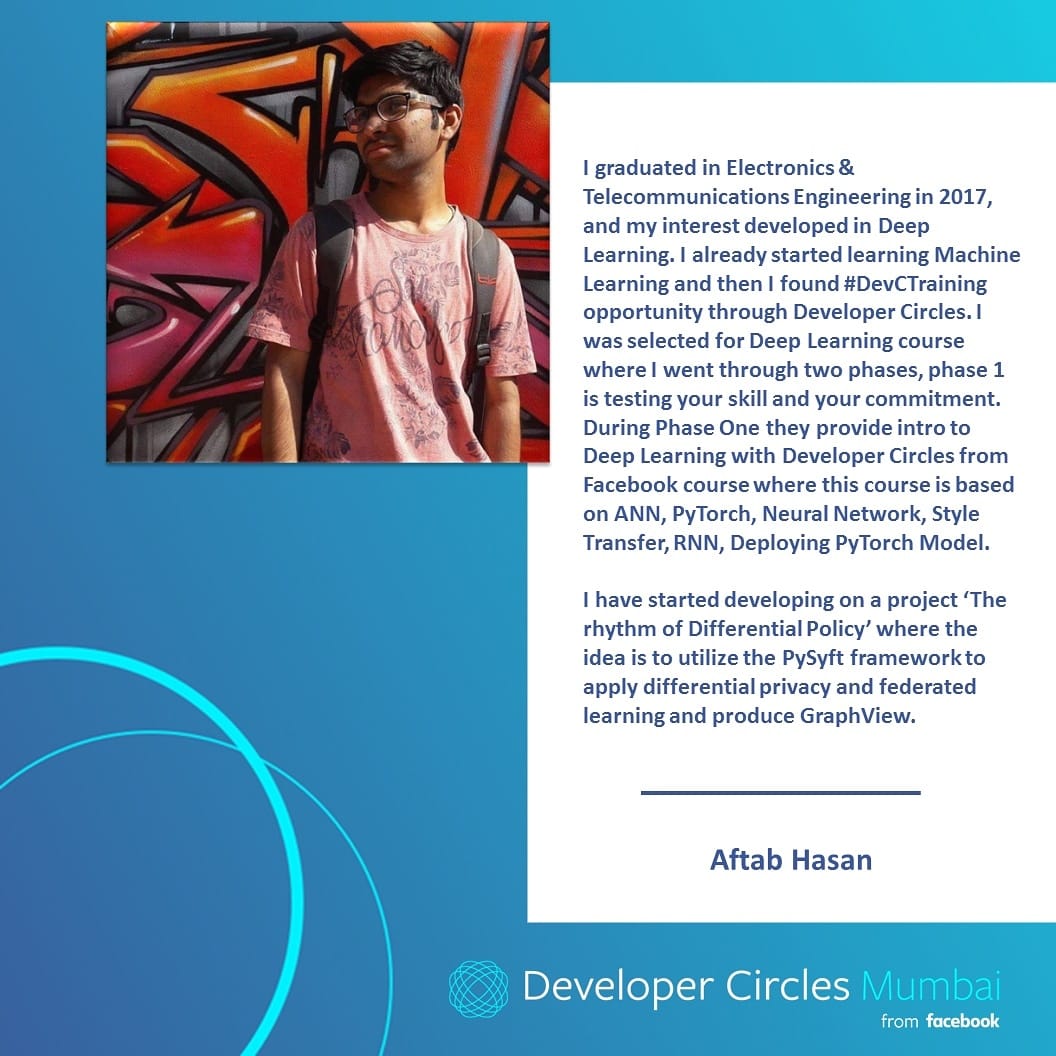 I graduated in Electronics &
Telecommunications Engineering in 2017,
and my interest developed in Deep
Learning. I already started learning Machine
Learning and then I found #DevCTraining
opportunity through Developer Circles. I
was selected for Deep Learning course
where I went through two phases, phase 1
is testing your skill and your commitment.
During Phase One they provide intro to
Deep Learning with Developer Circles from
Facebook course where this course is based
on ANN, PyTorch, Neural Network, Style
Transfer, RNN, Deploying PyTorch Model.
I have started developing on a project ‘The
rhythm of Differential Policy’ where the
idea is to utilize the PySyft framework to
apply differential privacy and federated
learning and produce GraphView.
Aftab Hasan
Developer Circles Mumbai
from facebook